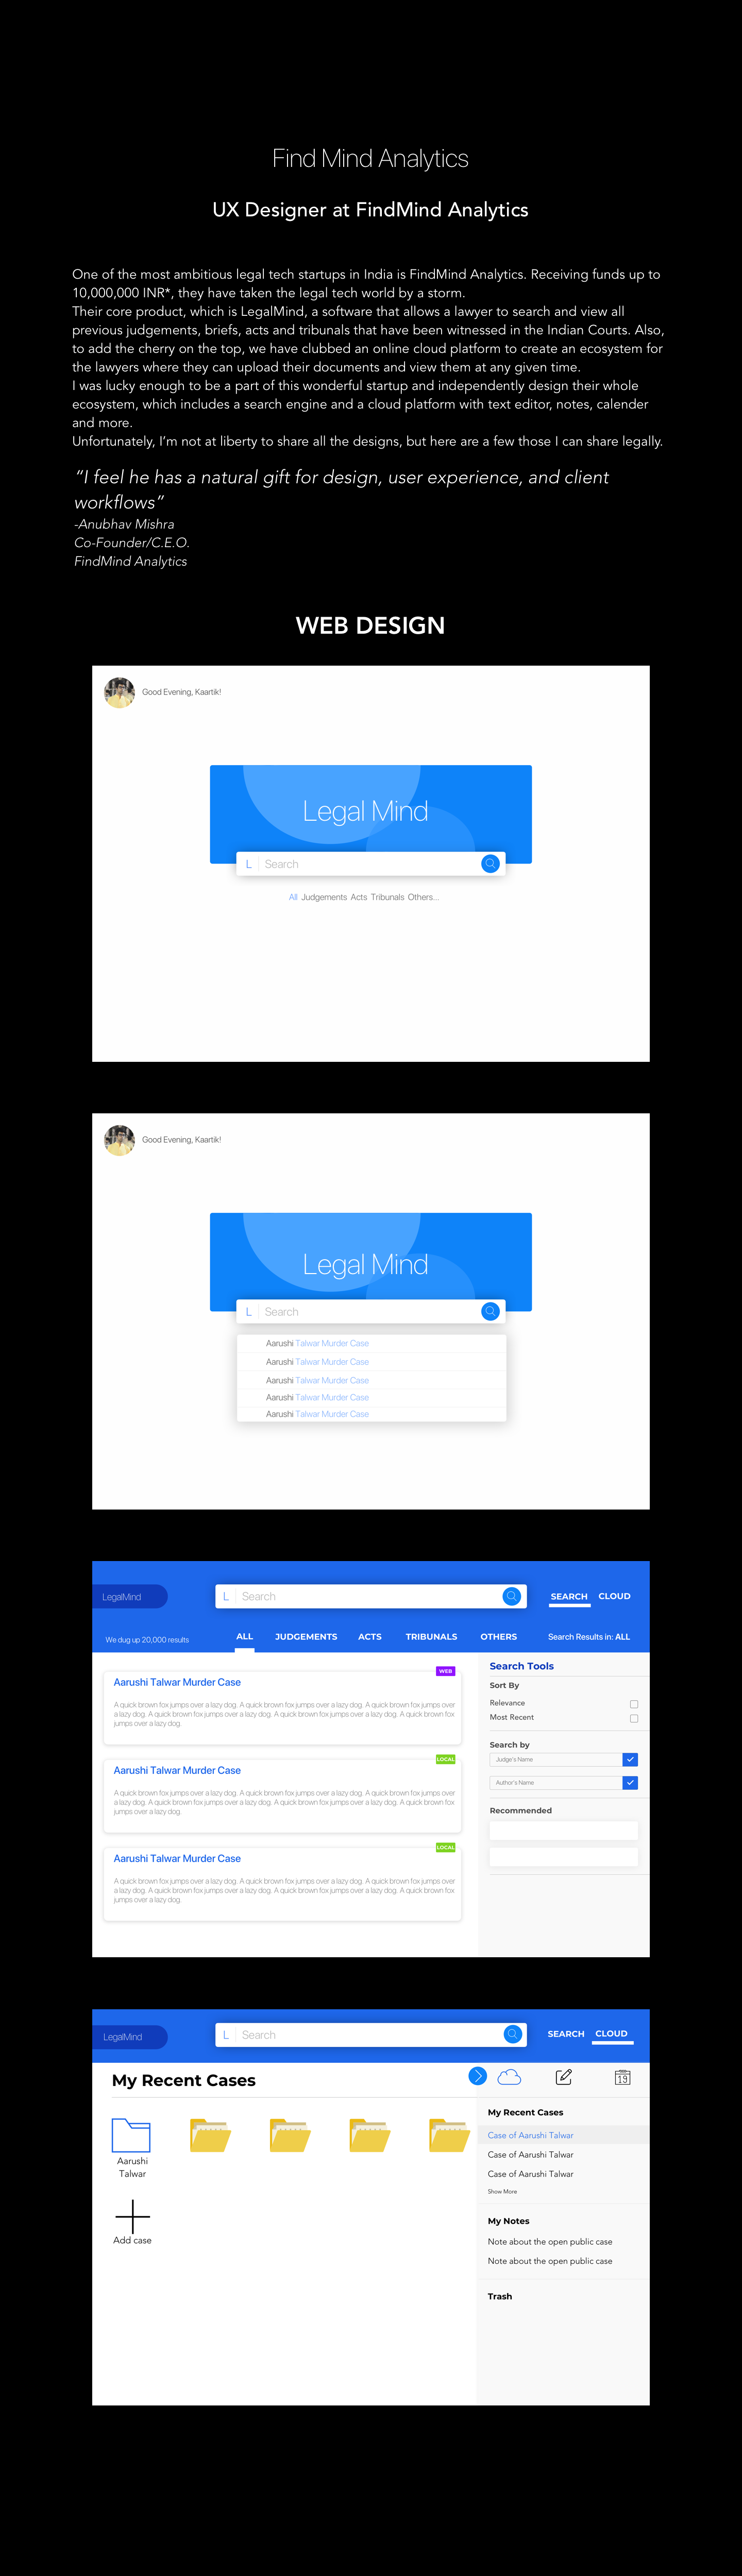 Find Mind Analytics
UX Designer at FindMind Analytics
One of the most ambitious legal tech startups in India is FindMind Analytics. Receiving funds up to
10,000,000 INR*, they have taken the legal tech world by a storm.
Their core product, which is LegalMind, a software that allows a lawyer to search and view all
previous judgements, briefs, acts and tribunals that have been witnessed in the Indian Courts. Also,
to add the cherry on the top, we have clubbed an online cloud platform to create an ecosystem for
the lawyers where they can upload their documents and view them at any given time.
I was lucky enough to be a part of this wonderful startup and independently design their whole
ecosystem, which includes a search engine and a cloud platform with text editor, notes, calender
and more.
Unfortunately, I'm not at liberty to share all the designs, but here are a few those I can share legally.
“I feel he has a natural gift for design, user experience, and client
workflows”
-Anubhav Mishra
Co-Founder/C.E.O.
FindMind Analytics
WEB DESIGN
Good Evening, Kaartik!
Legal Mind
L Search
All Judgements Acts Tribunals Others...
Good Evening, Kaartik!
Legal Mind
L Search
Aarushi Talwar Murder Case
Aarushi Talwar Murder Case
Aarushi Talwar Murder Case
Aarushi Talwar Murder Case
Aarushi Talwar Murder Case
LegalMind
L Search
SEARCH CLOUD
We dug up 20,000 results
ALL JUDGEMENTS ACTS TRIBUNALS OTHERS
Search Results in: ALL
WEB
Aarushi Talwar Murder Case
A quick brown fox jumps over a lazy dog. A quick brown fox jumps over a lazy dog. A quick brown fox jumps over
a lazy dog. A quick brown fox jumps over a lazy dog. A quick brown fox jumps over a lazy dog. A quick brown fox
jumps over a lazy dog.
LOCAL
Aarushi Talwar Murder Case
A quick brown fox jumps over a lazy dog. A quick brown fox jumps over a lazy dog. A quick brown fox jumps over
a lazy dog. A quick brown fox jumps over a lazy dog. A quick brown fox jumps over a lazy dog. A quick brown fox
jumps over a lazy dog.
LOCAL
Aarushi Talwar Murder Case
A quick brown fox jumps over a lazy dog. A quick brown fox jumps over a lazy dog. A quick brown fox jumps over
a lazy dog. A quick brown fox jumps over a lazy dog. A quick brown fox jumps over a lazy dog. A quick brown fox
jumps over a lazy dog.
Search Tools
Sort By
Relevance
Most Recent
Search by
Judge's Name
Author's Name
Recommended
LegalMind
L Search
SEARCH CLOUD
My Recent Cases
19
Aarushi
Talwar
Add case
My Recent Cases
Case of Aarushi Talwar
Case of Aarushi Talwar
Case of Aarushi Talwar
Show More
My Notes
Note about the open public case
Note about the open public case
Trash